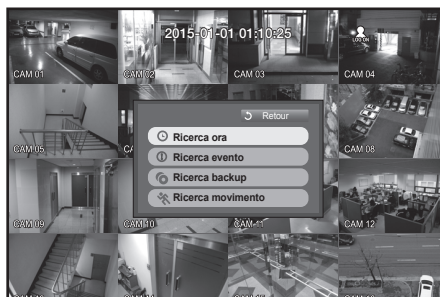 2015-01-01 01:10:25
LOG ON
CAM 01
CAM 02
CAM 03
CAM 04
Retour
Ricerca ora
Ricerca evento
Ricerca backup
Ricerca movimento
CAM 05
CAM 08
CAM 09
CAM 10
CAM 11
CAM 12